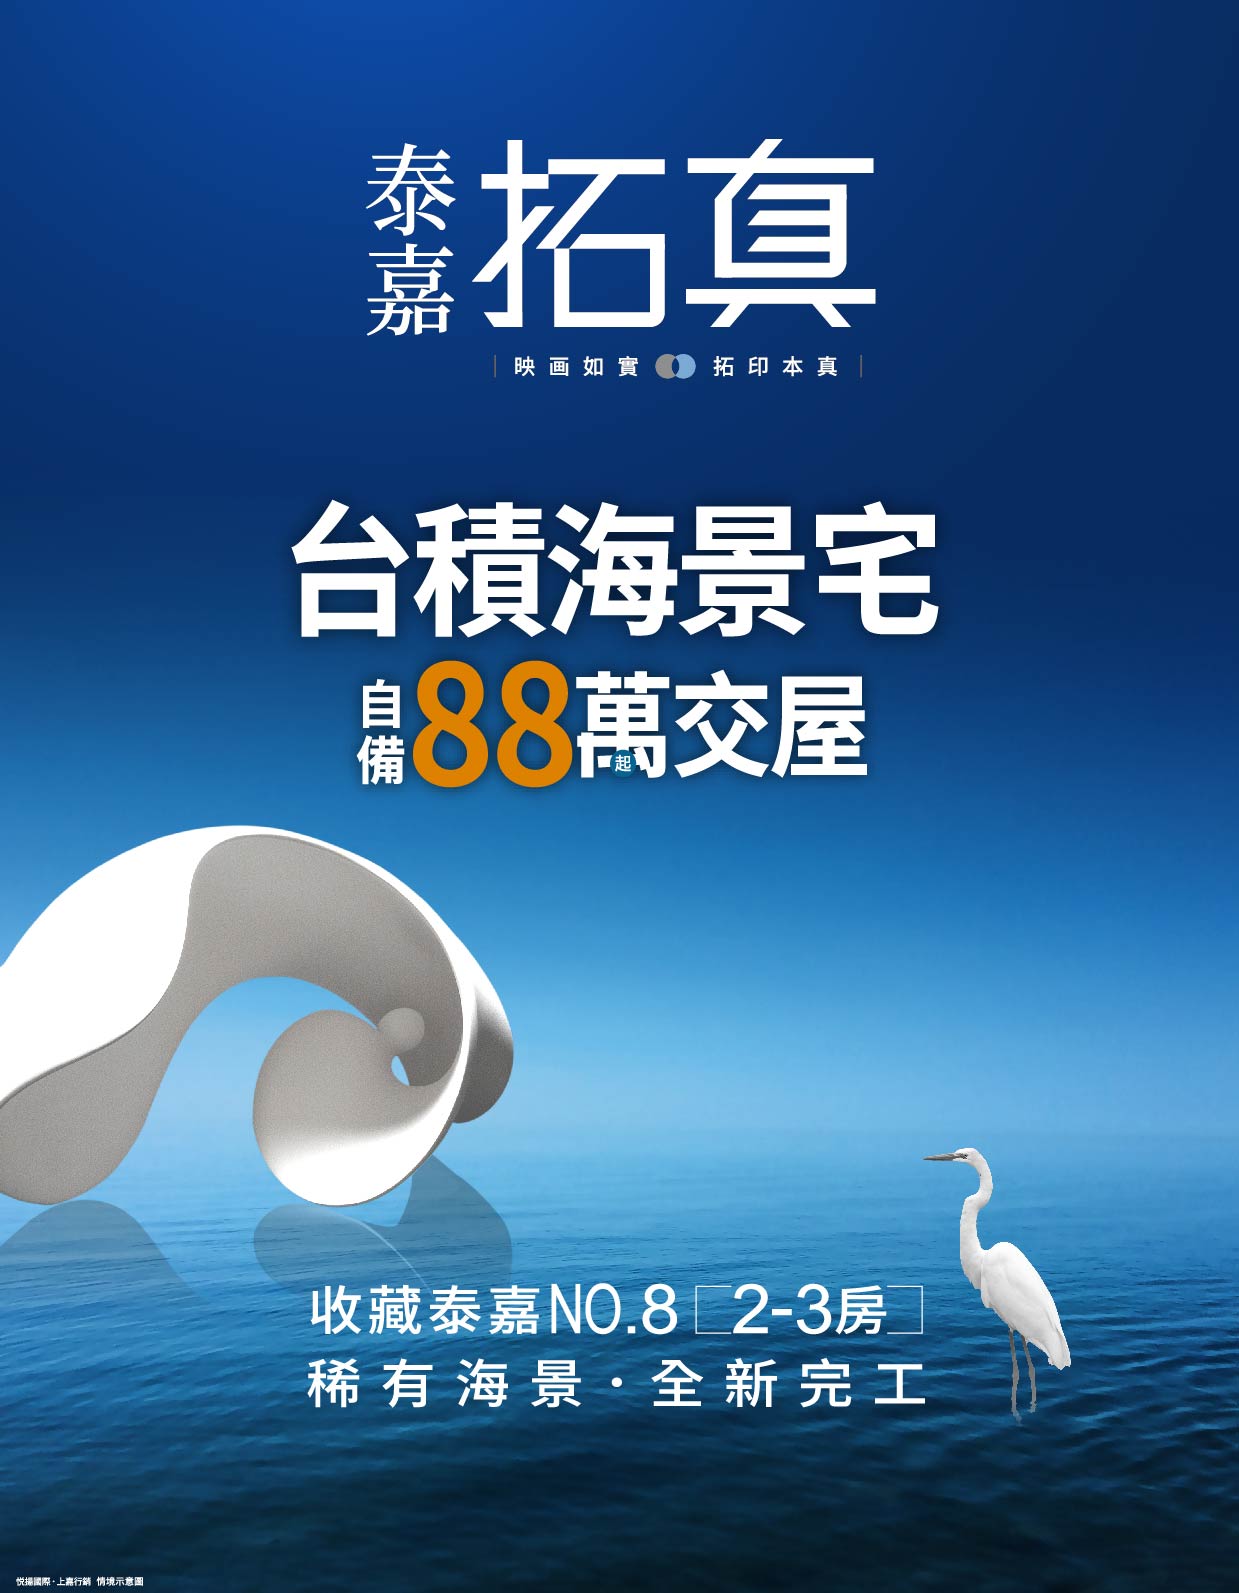 泰嘉 拓真
映画如實 拓印本真
台積海景宅
自備88萬起交屋
收藏泰嘉NO.8 [2-3房]
稀有海景·全新完工
悅揚國際·上嘉行銷 情境示意圖